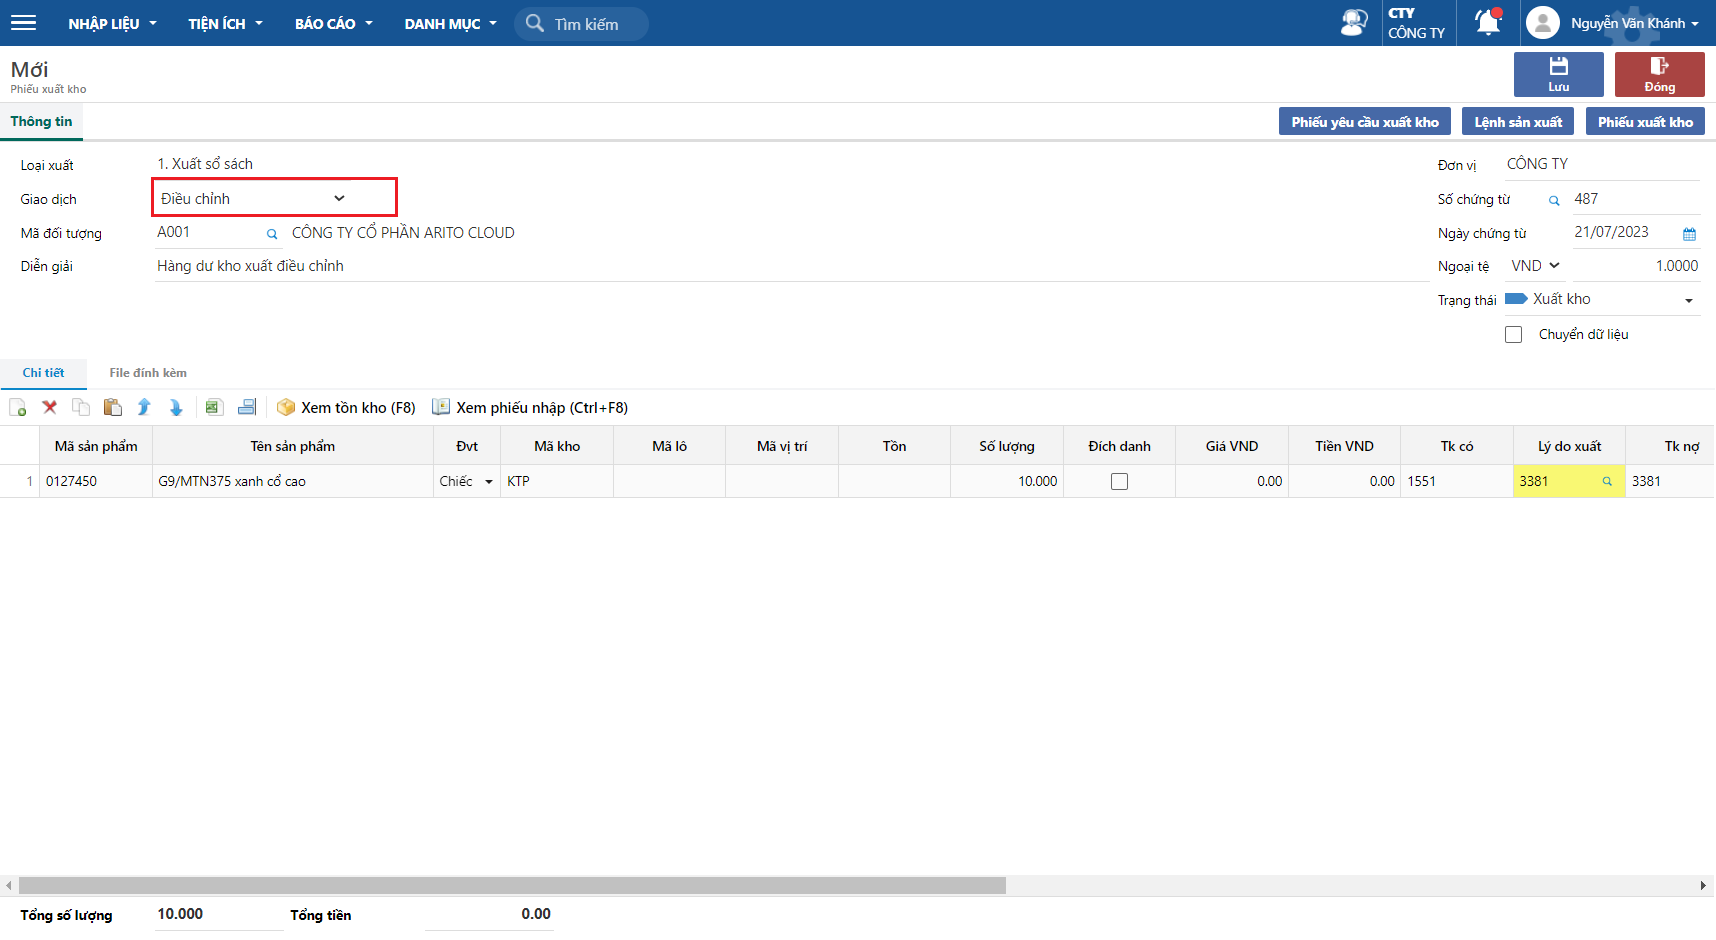 NHẬP LIỆU TIỆN ÍCH BÁO CÁO DANH MỤC Tìm kiếm CTY CÔNG TY Nguyễn Văn Khánh
Mới
Phiếu xuất kho
Lưu Đóng
Thông tin Phiếu yêu cầu xuất kho Lệnh sản xuất Phiếu xuất kho
Loại xuất 1. Xuất sổ sách Đơn vị CÔNG TY
Giao dịch Điều chỉnh Số chứng từ 487
Mã đối tượng A001 CÔNG TY CỔ PHẦN ARITO CLOUD Ngày chứng từ 21/07/2023
Diễn giải Hàng dư kho xuất điều chỉnh Ngoại tệ VND 1.0000
Trạng thái Xuất kho
Chuyển dữ liệu
Chi tiết File đính kèm
Xem tồn kho (F8) Xem phiếu nhập (Ctrl+F8)
Mã sản phẩm Tên sản phẩm Đvt Mã kho Mã lô Mã vị trí Tồn Số lượng Đích danh Giá VND Tiền VND Tk có Lý do xuất Tk nợ
1 0127450 G9/MTN375 xanh cổ cao Chiếc KTP 10.000 0.00 0.00 1551 3381 3381
Tổng số lượng 10.000 Tổng tiền 0.00